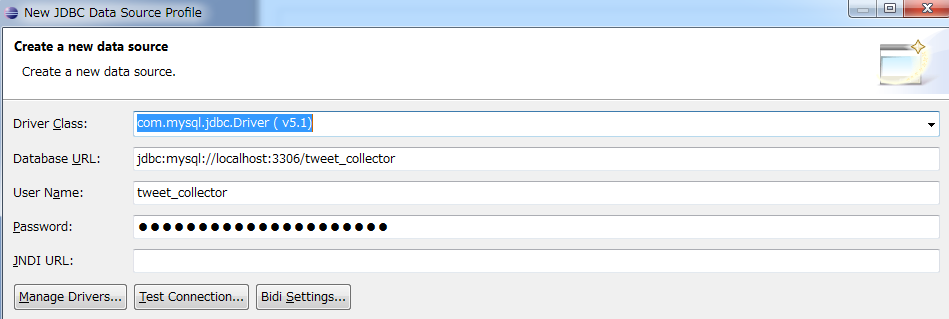 New JDBC Data Source Profile
Create a new data source
Create a new data source.
Driver Class: com.mysql.jdbc.Driver ( v5.1)
Database URL: jdbc:mysql://localhost:3306/tweet_collector
User Name: tweet_collector
Password: ●●●●●●●●●●●●●●●●●●●●●
JNDI URL:
Manage Drivers... Test Connection... Bidi Settings...